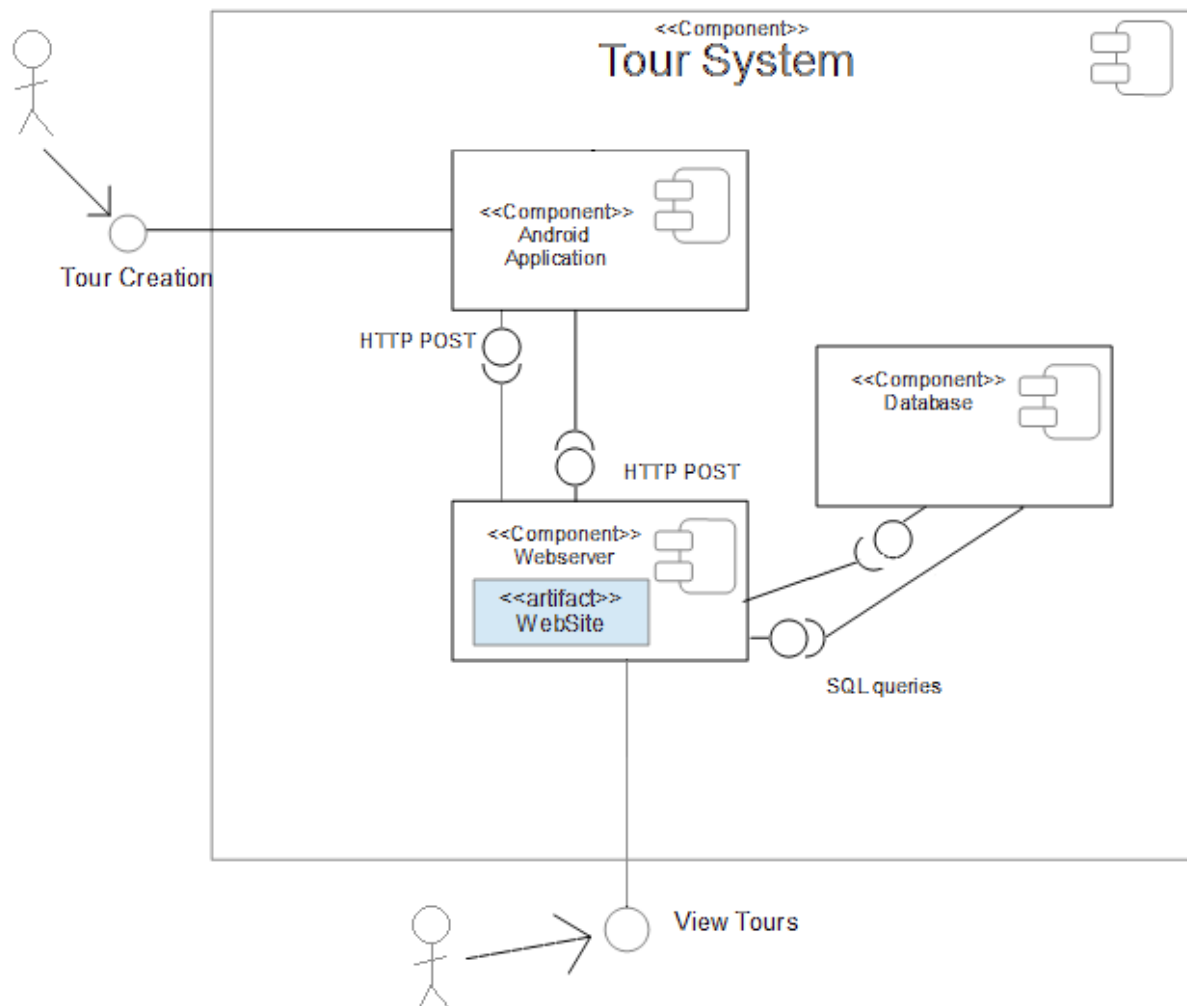 <<Component>>
Tour System
<<Component>>
Android
Application
Tour Creation
HTTP POST
<<Component>>
Database
HTTP POST
<<Component>>
Webserver
<<artifact>>
WebSite
SQL queries
View Tours